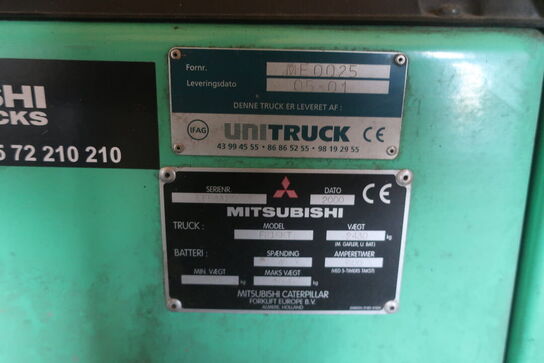 SHI
CKS
5 72 210 210
Fornr. ME0025
Leveringsdato 05-01
DENNE TRUCK ER LEVERET AF:
IFAG UNITRUCK CE
43 99 45 55 • 86 86 52 55 • 98 19 29 55
SERIENR. DATO CE
2000
MITSUBISHI
TRUCK: MODEL VÆGT
kg
(M. GAFLER, U. BAT.)
BATTERI: SPÆNDING AMPERETIMER
(VED 5-TIMERS TAKST)
MIN. VÆGT MAKS VÆGT
kg kg
MITSUBISHI CATERPILLAR
FORKLIFT EUROPE B.V.
ALMERE, HOLLAND